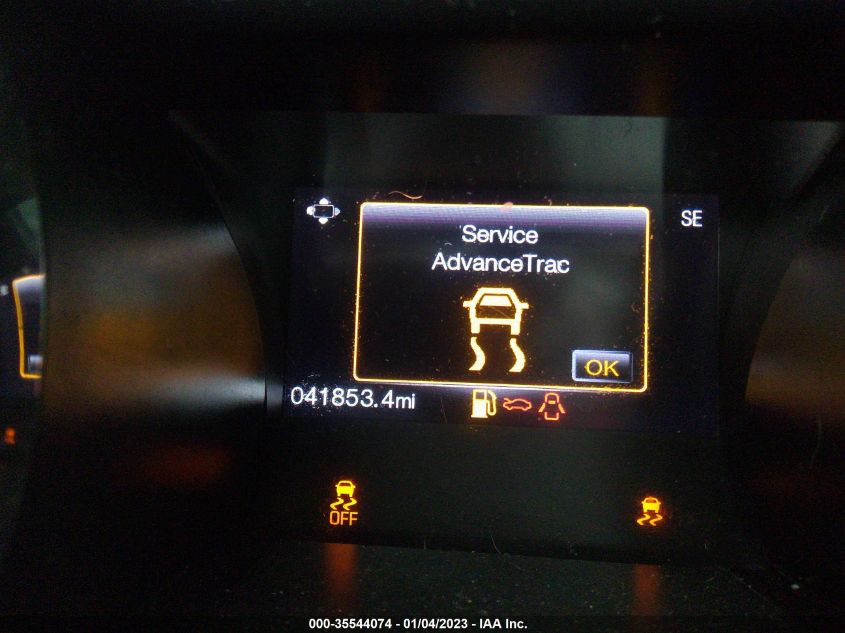 SE
Service
AdvanceTrac
OK
041853.4mi
OFF
000-35544074 - 01/04/2023 - IAA Inc.